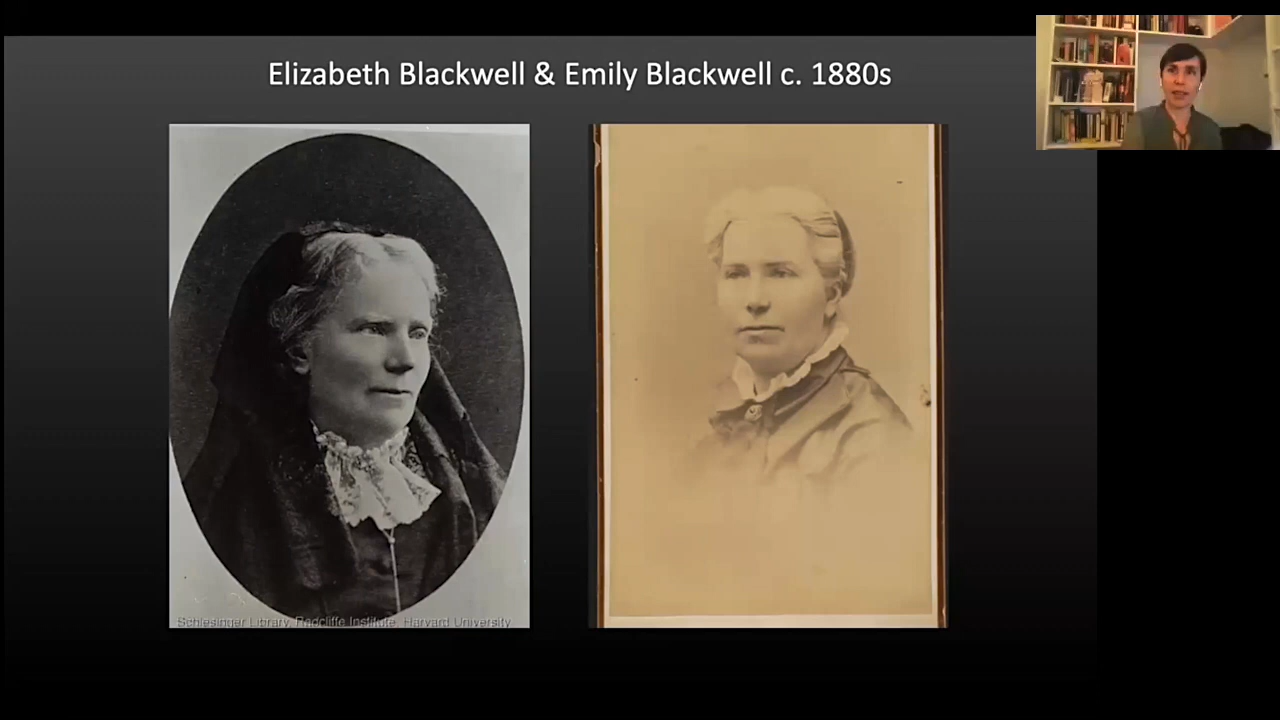 Elizabeth Blackwell & Emily Blackwell c. 1880s
Schlesinger Library, Radcliffe Institute, Harvard University